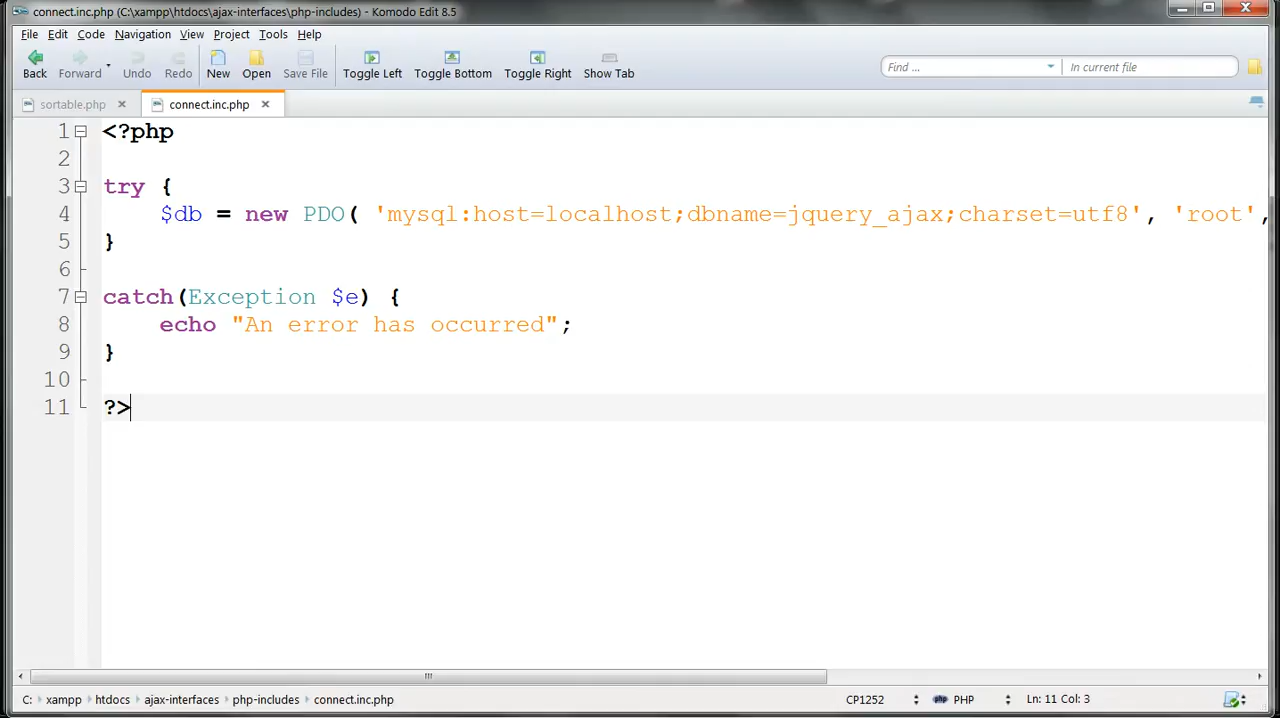 connect.inc.php (C:\xampp\htdocs\ajax-interfaces\php-includes) - Komodo Edit 8.5
File Edit Code Navigation View Project Tools Help
Back Forward Undo Redo New Open Save File Toggle Left Toggle Bottom Toggle Right Show Tab Find ... In current file
sortable.php connect.inc.php
1 <?php
2
3 try {
4 $db = new PDO( 'mysql:host=localhost;dbname=jquery_ajax;charset=utf8', 'root',
5 }
6
7 catch(Exception $e) {
8 echo "An error has occurred";
9 }
10
11 ?>
C: xampp htdocs ajax-interfaces php-includes connect.inc.php CP1252 PHP Ln: 11 Col: 3